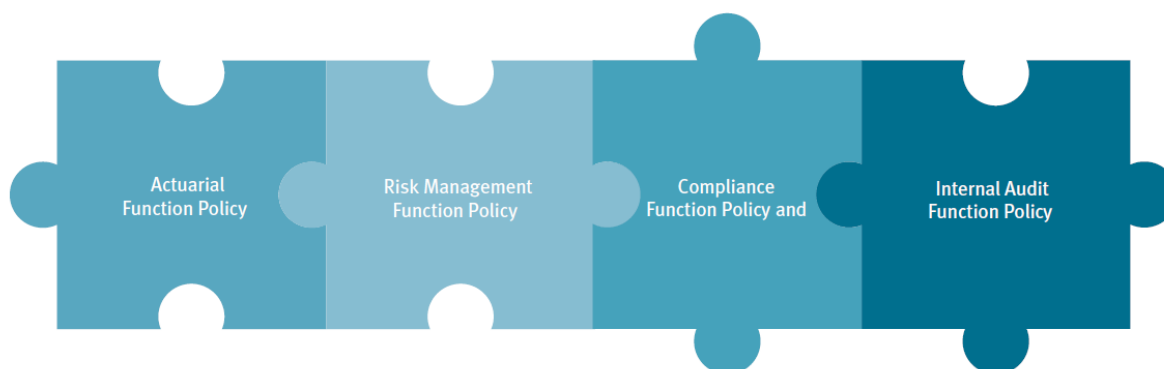 Actuarial
Function Policy
Risk Management
Function Policy
Compliance
Function Policy and
Internal Audit
Function Policy